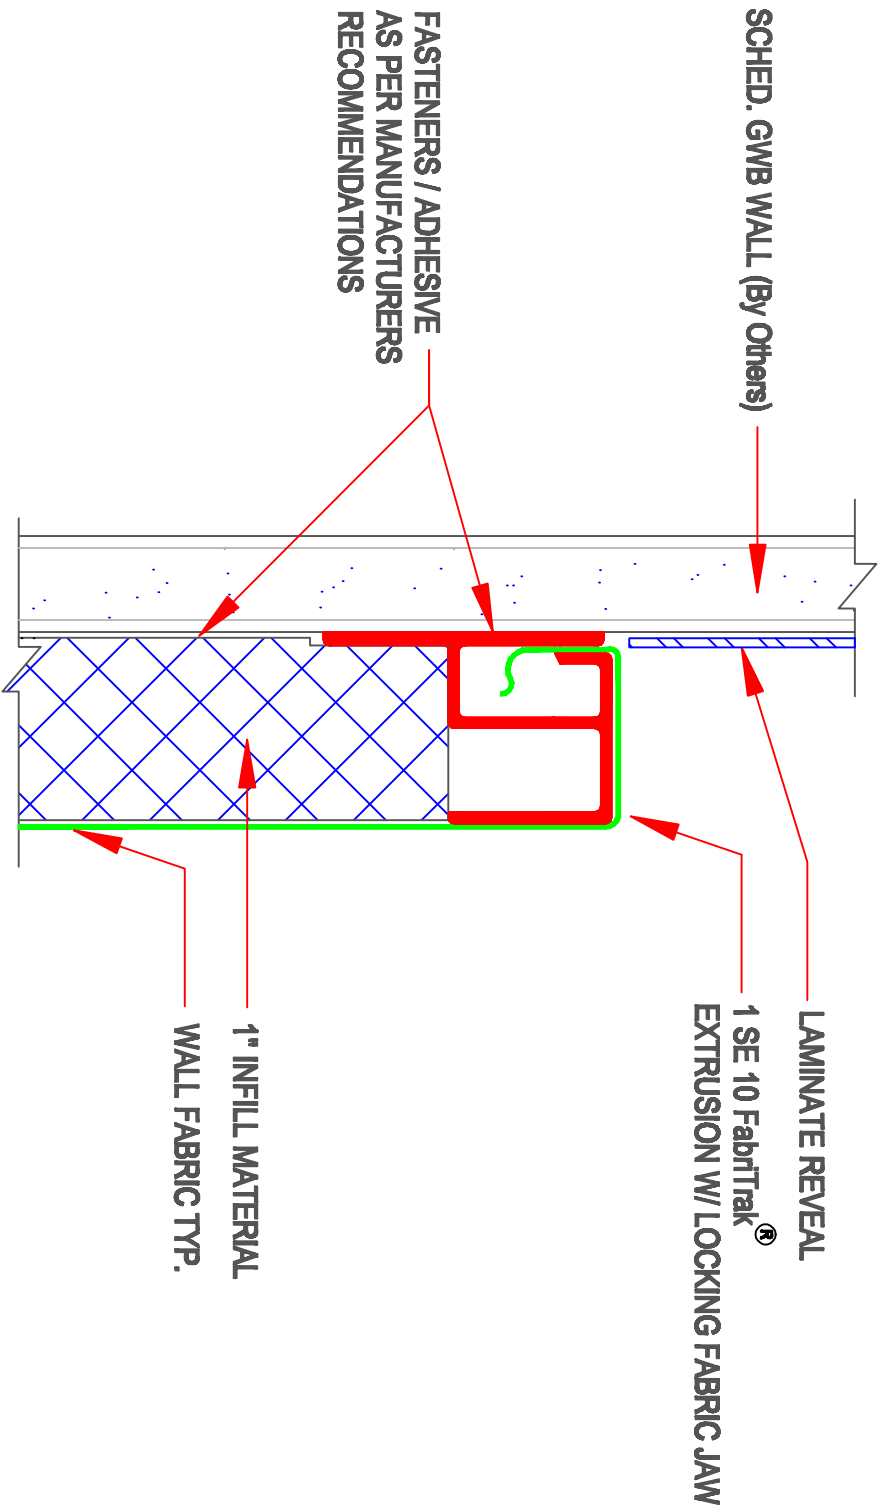 SCHED. GWB WALL (By Others)
FASTENERS / ADHESIVE
AS PER MANUFACTURERS
RECOMMENDATIONS
LAMINATE REVEAL
1 SE 10 FabriTrak®
EXTRUSION W/ LOCKING FABRIC JAW
1" INFILL MATERIAL
WALL FABRIC TYP.